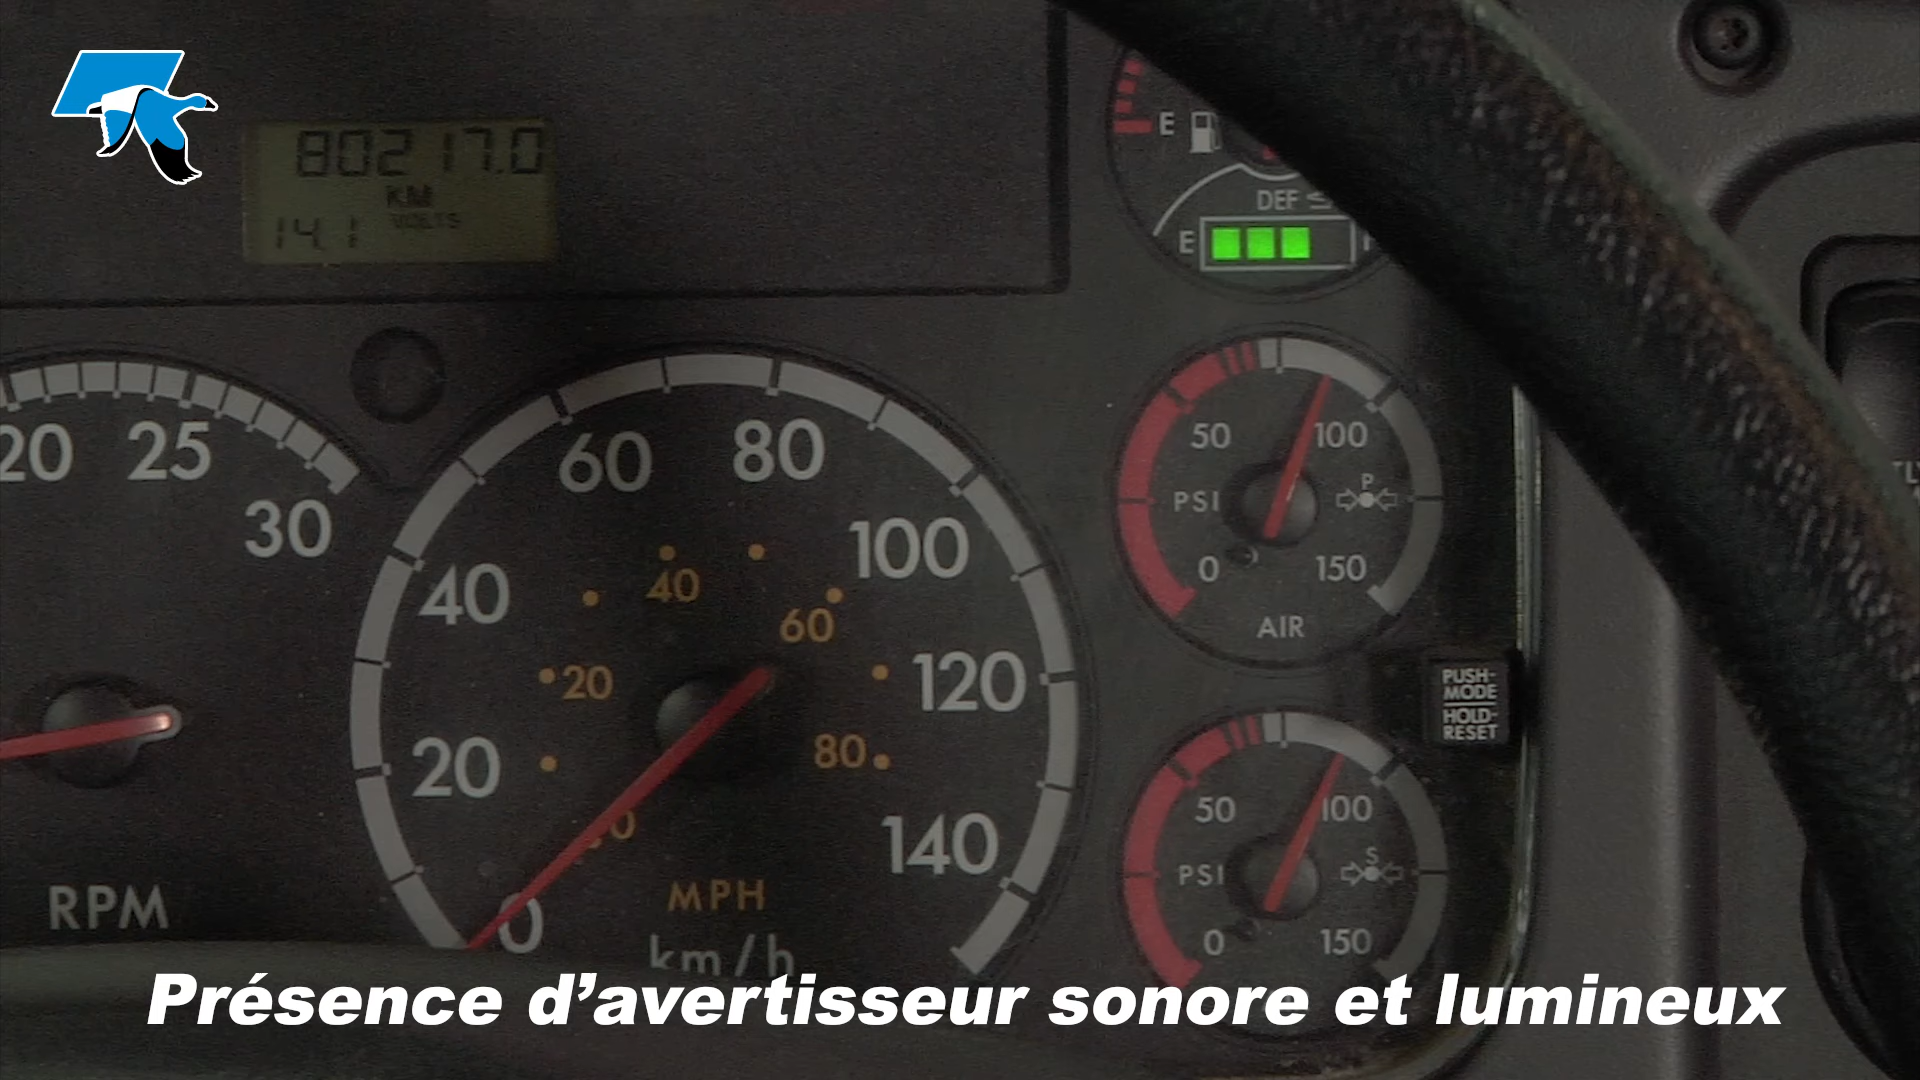 80217.0
KM
14.1 VOLTS
E
DEF ≤
E
20 25 30
RPM
0 20 40 60 80 100 120 140
20 40 60 80
MPH
km/h
50 100
PSI P
0 150
AIR
PUSH-
MODE
HOLD-
RESET
50 100
PSI S
0 150
Présence d’avertisseur sonore et lumineux